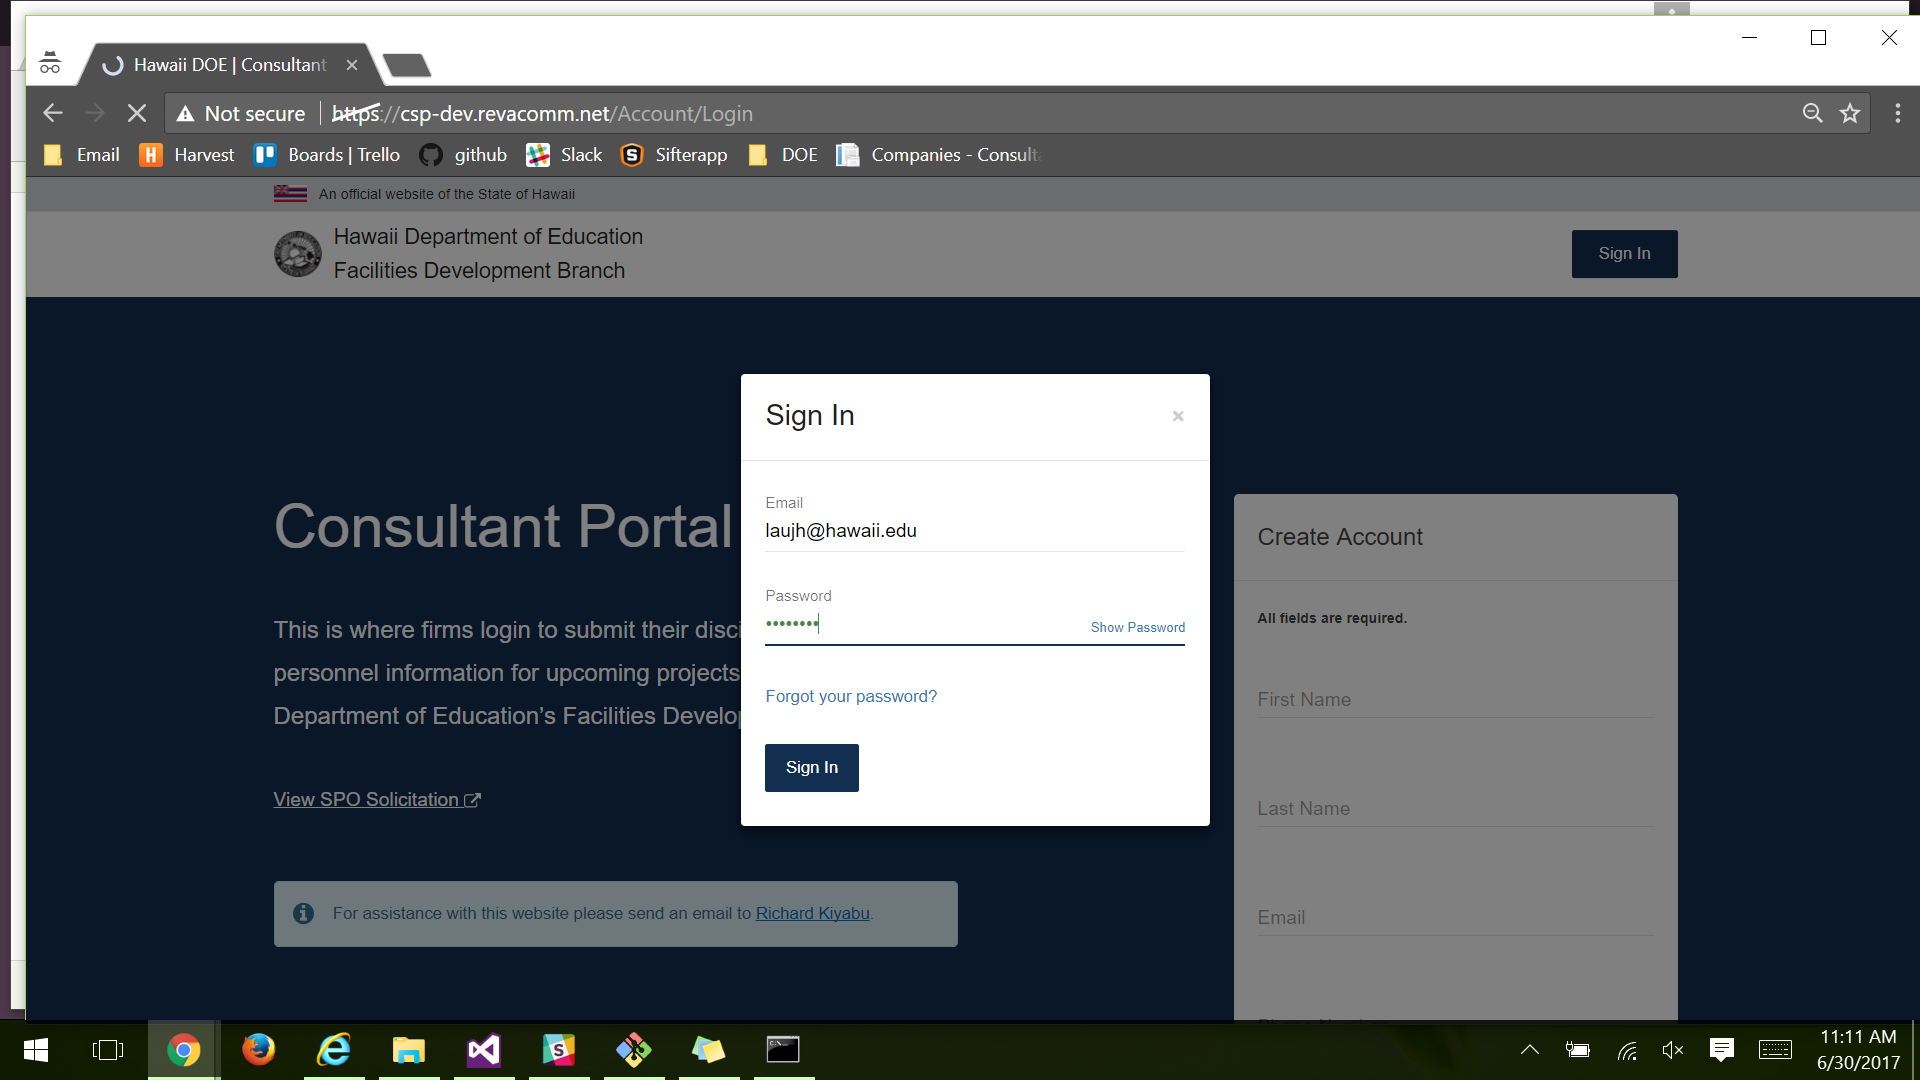 Hawaii DOE | Consultant
Not secure
https://csp-dev.revacomm.net/Account/Login
Email
Harvest
Boards | Trello
github
Slack
Sifterapp
DOE
Companies - Consult
An official website of the State of Hawaii
Hawaii Department of Education
Facilities Development Branch
Sign In
Sign In
Email
laujh@hawaii.edu
Password
••••••••
Show Password
Forgot your password?
Sign In
Consultant Portal
This is where firms login to submit their disci
personnel information for upcoming projects
Department of Education’s Facilities Develop
View SPO Solicitation
For assistance with this website please send an email to Richard Kiyabu.
Create Account
All fields are required.
First Name
Last Name
Email
11:11 AM
6/30/2017